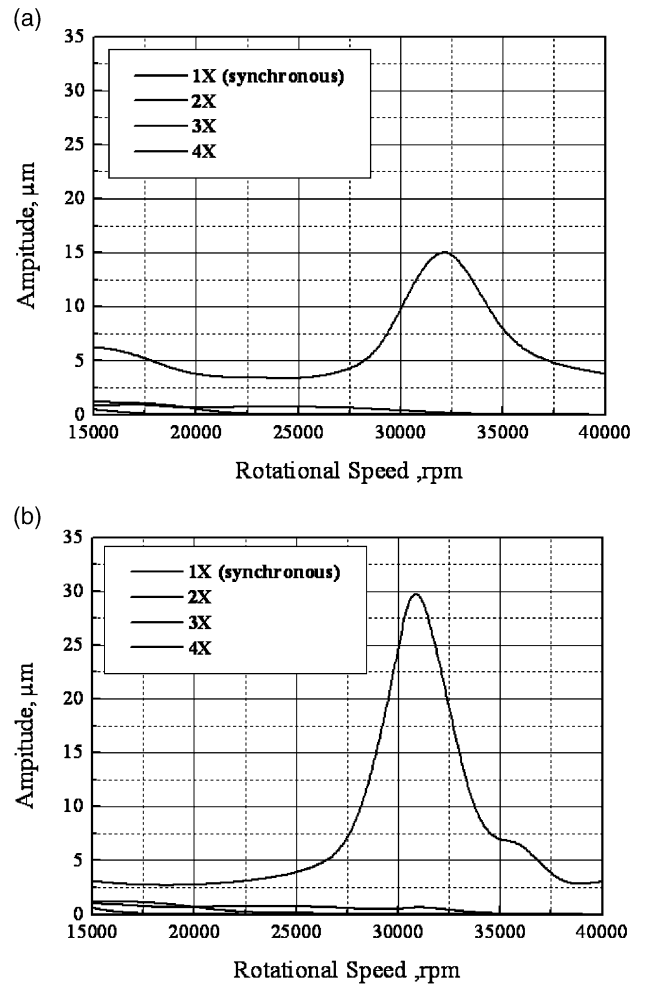 (a)
35
30
25
20
15
10
5
0
Ampitude, μm
1X (synchronous)
2X
3X
4X
15000 20000 25000 30000 35000 40000
Rotational Speed ,rpm
(b)
35
30
25
20
15
10
5
0
Ampitude, μm
1X (synchronous)
2X
3X
4X
15000 20000 25000 30000 35000 40000
Rotational Speed ,rpm